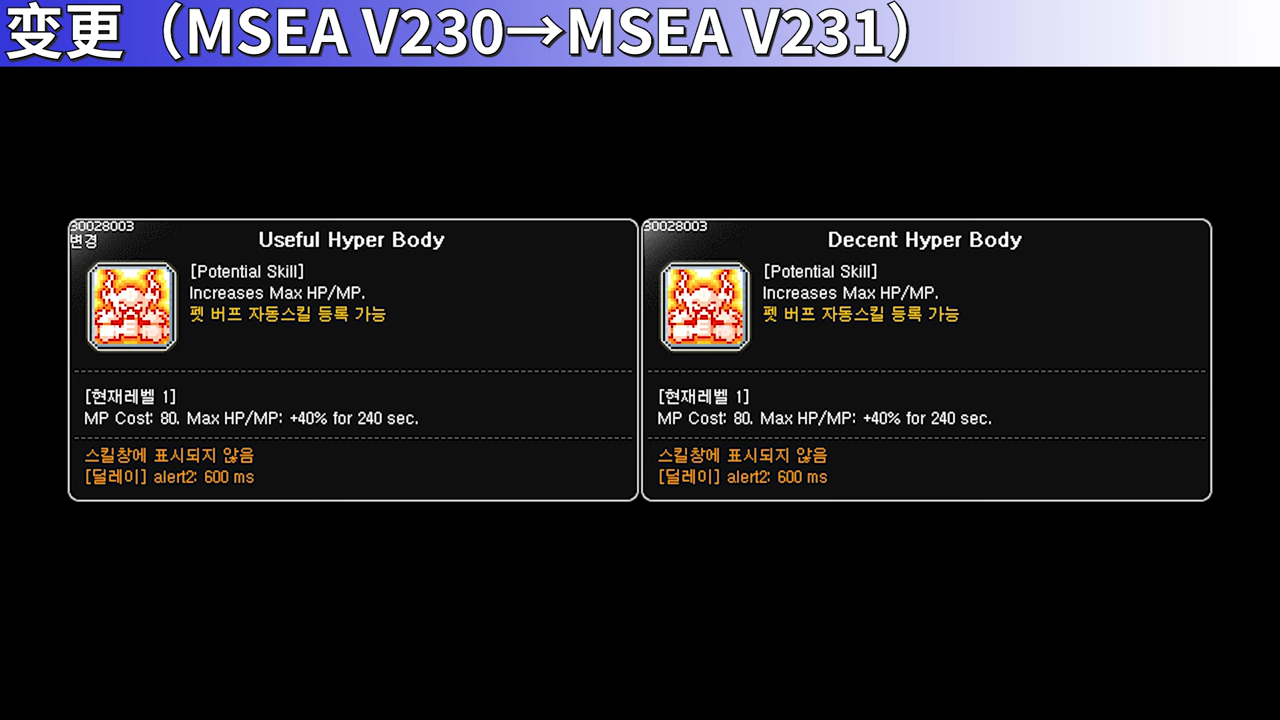 变更（MSEA V230→MSEA V231）
30028003
변경
Useful Hyper Body
[Potential Skill]
Increases Max HP/MP.
펫 버프 자동스킬 등록 가능
[현재레벨 1]
MP Cost: 80. Max HP/MP: +40% for 240 sec.
스킬창에 표시되지 않음
[딜레이] alert2: 600 ms
30028003
Decent Hyper Body
[Potential Skill]
Increases Max HP/MP.
펫 버프 자동스킬 등록 가능
[현재레벨 1]
MP Cost: 80. Max HP/MP: +40% for 240 sec.
스킬창에 표시되지 않음
[딜레이] alert2: 600 ms